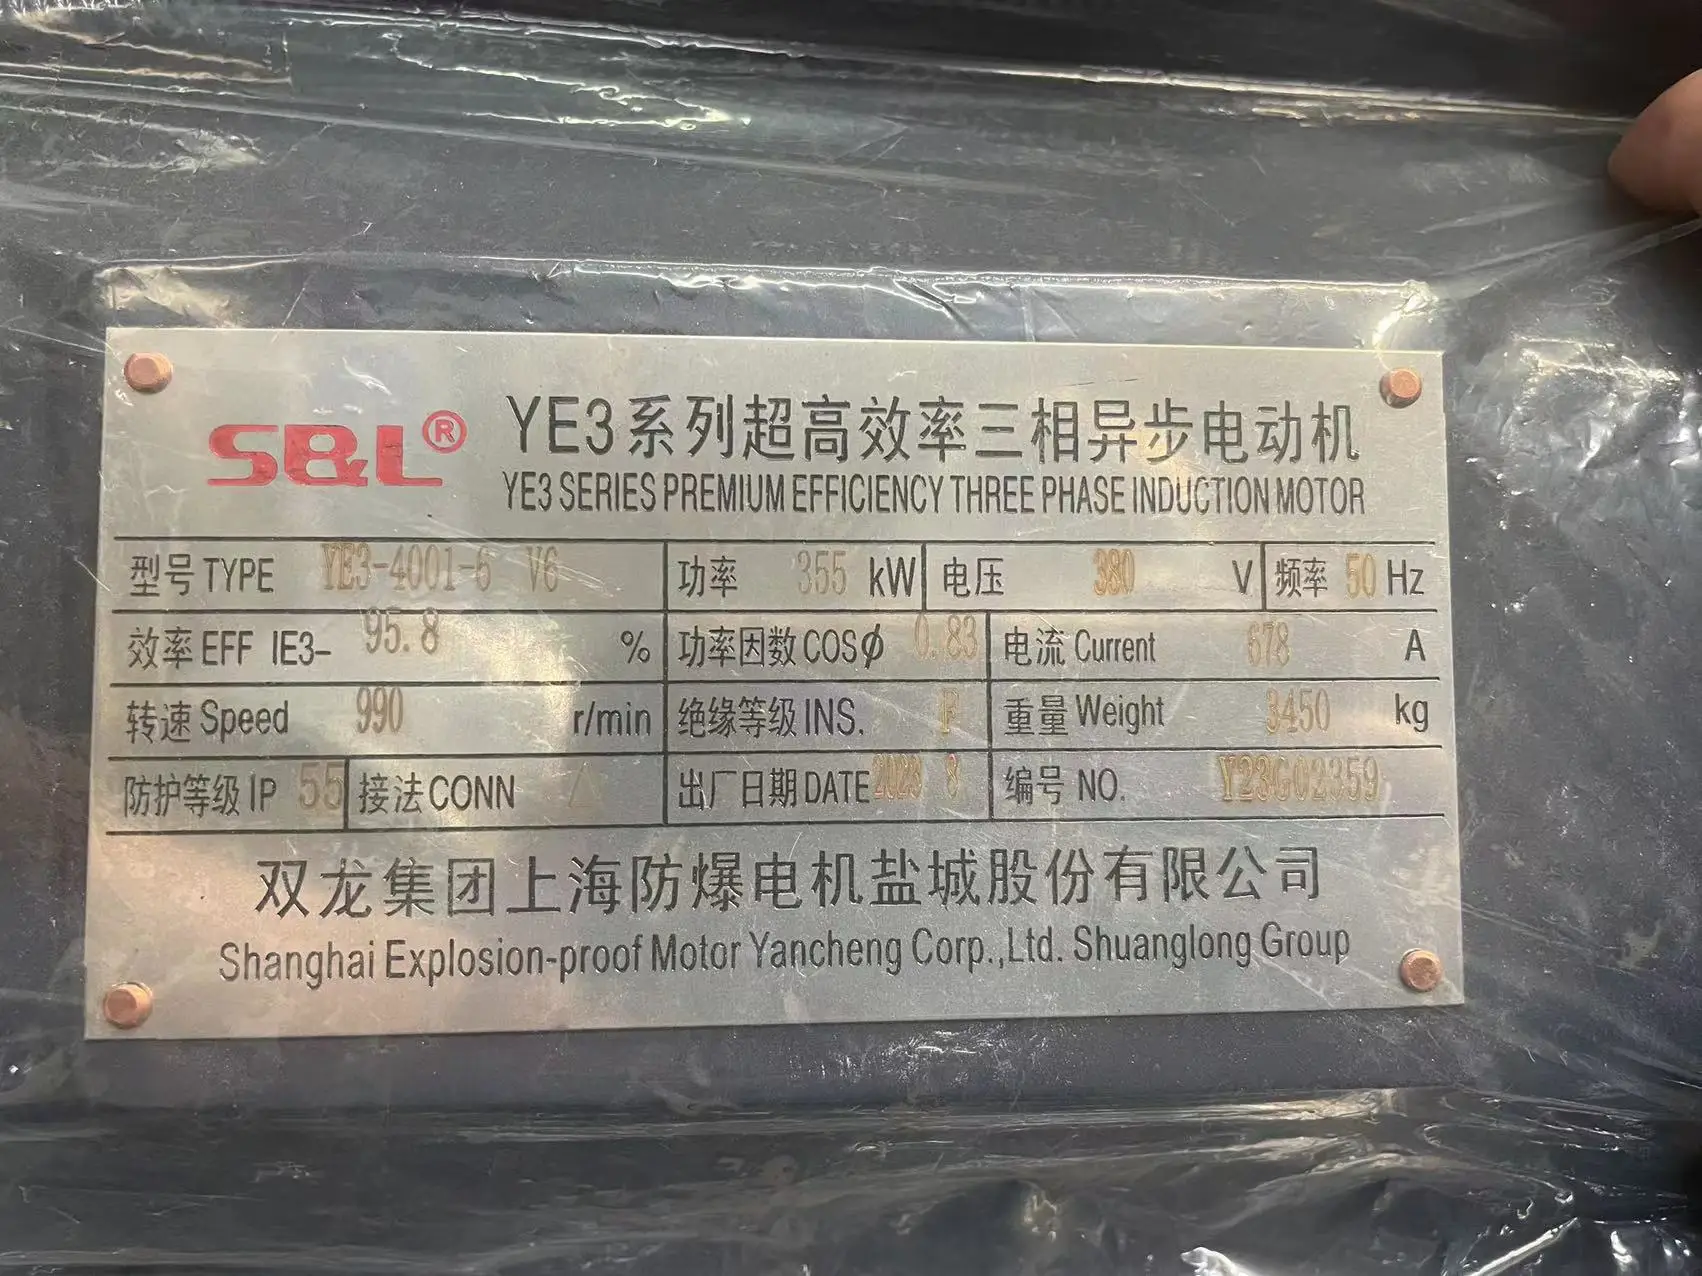 S&L® YE3系列超高效率三相异步电动机
YE3 SERIES PREMIUM EFFICIENCY THREE PHASE INDUCTION MOTOR
型号 TYPE YE3-4001-6 V6 功率 355 kW 电压 380 V 频率 50 Hz
效率 EFF IE3- 95.8 % 功率因数 COSφ 0.83 电流 Current 678 A
转速 Speed 990 r/min 绝缘等级 INS. F 重量 Weight 3450 kg
防护等级 IP 55 接法 CONN △ 出厂日期 DATE 2023 8 编号 NO. Y23G02359
双龙集团上海防爆电机盐城股份有限公司
Shanghai Explosion-proof Motor Yancheng Corp.,Ltd. Shuanglong Group